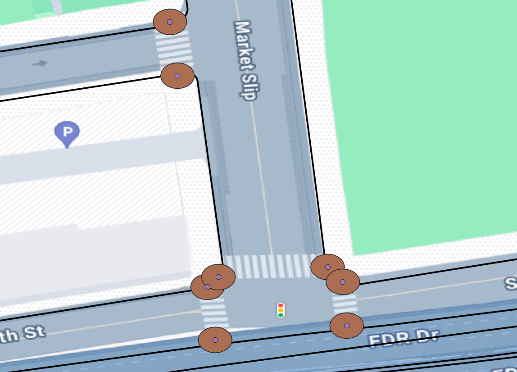 Market Slip
P
th St
FDR Dr
S